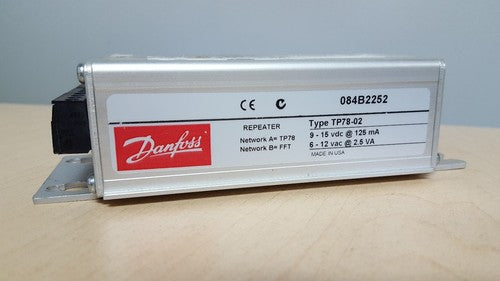 CE 084B2252
REPEATER Type TP78-02
Danfoss Network A= TP78 9 - 15 vdc @ 125 mA
Network B= FFT 6 - 12 vac @ 2.5 VA
MADE IN USA